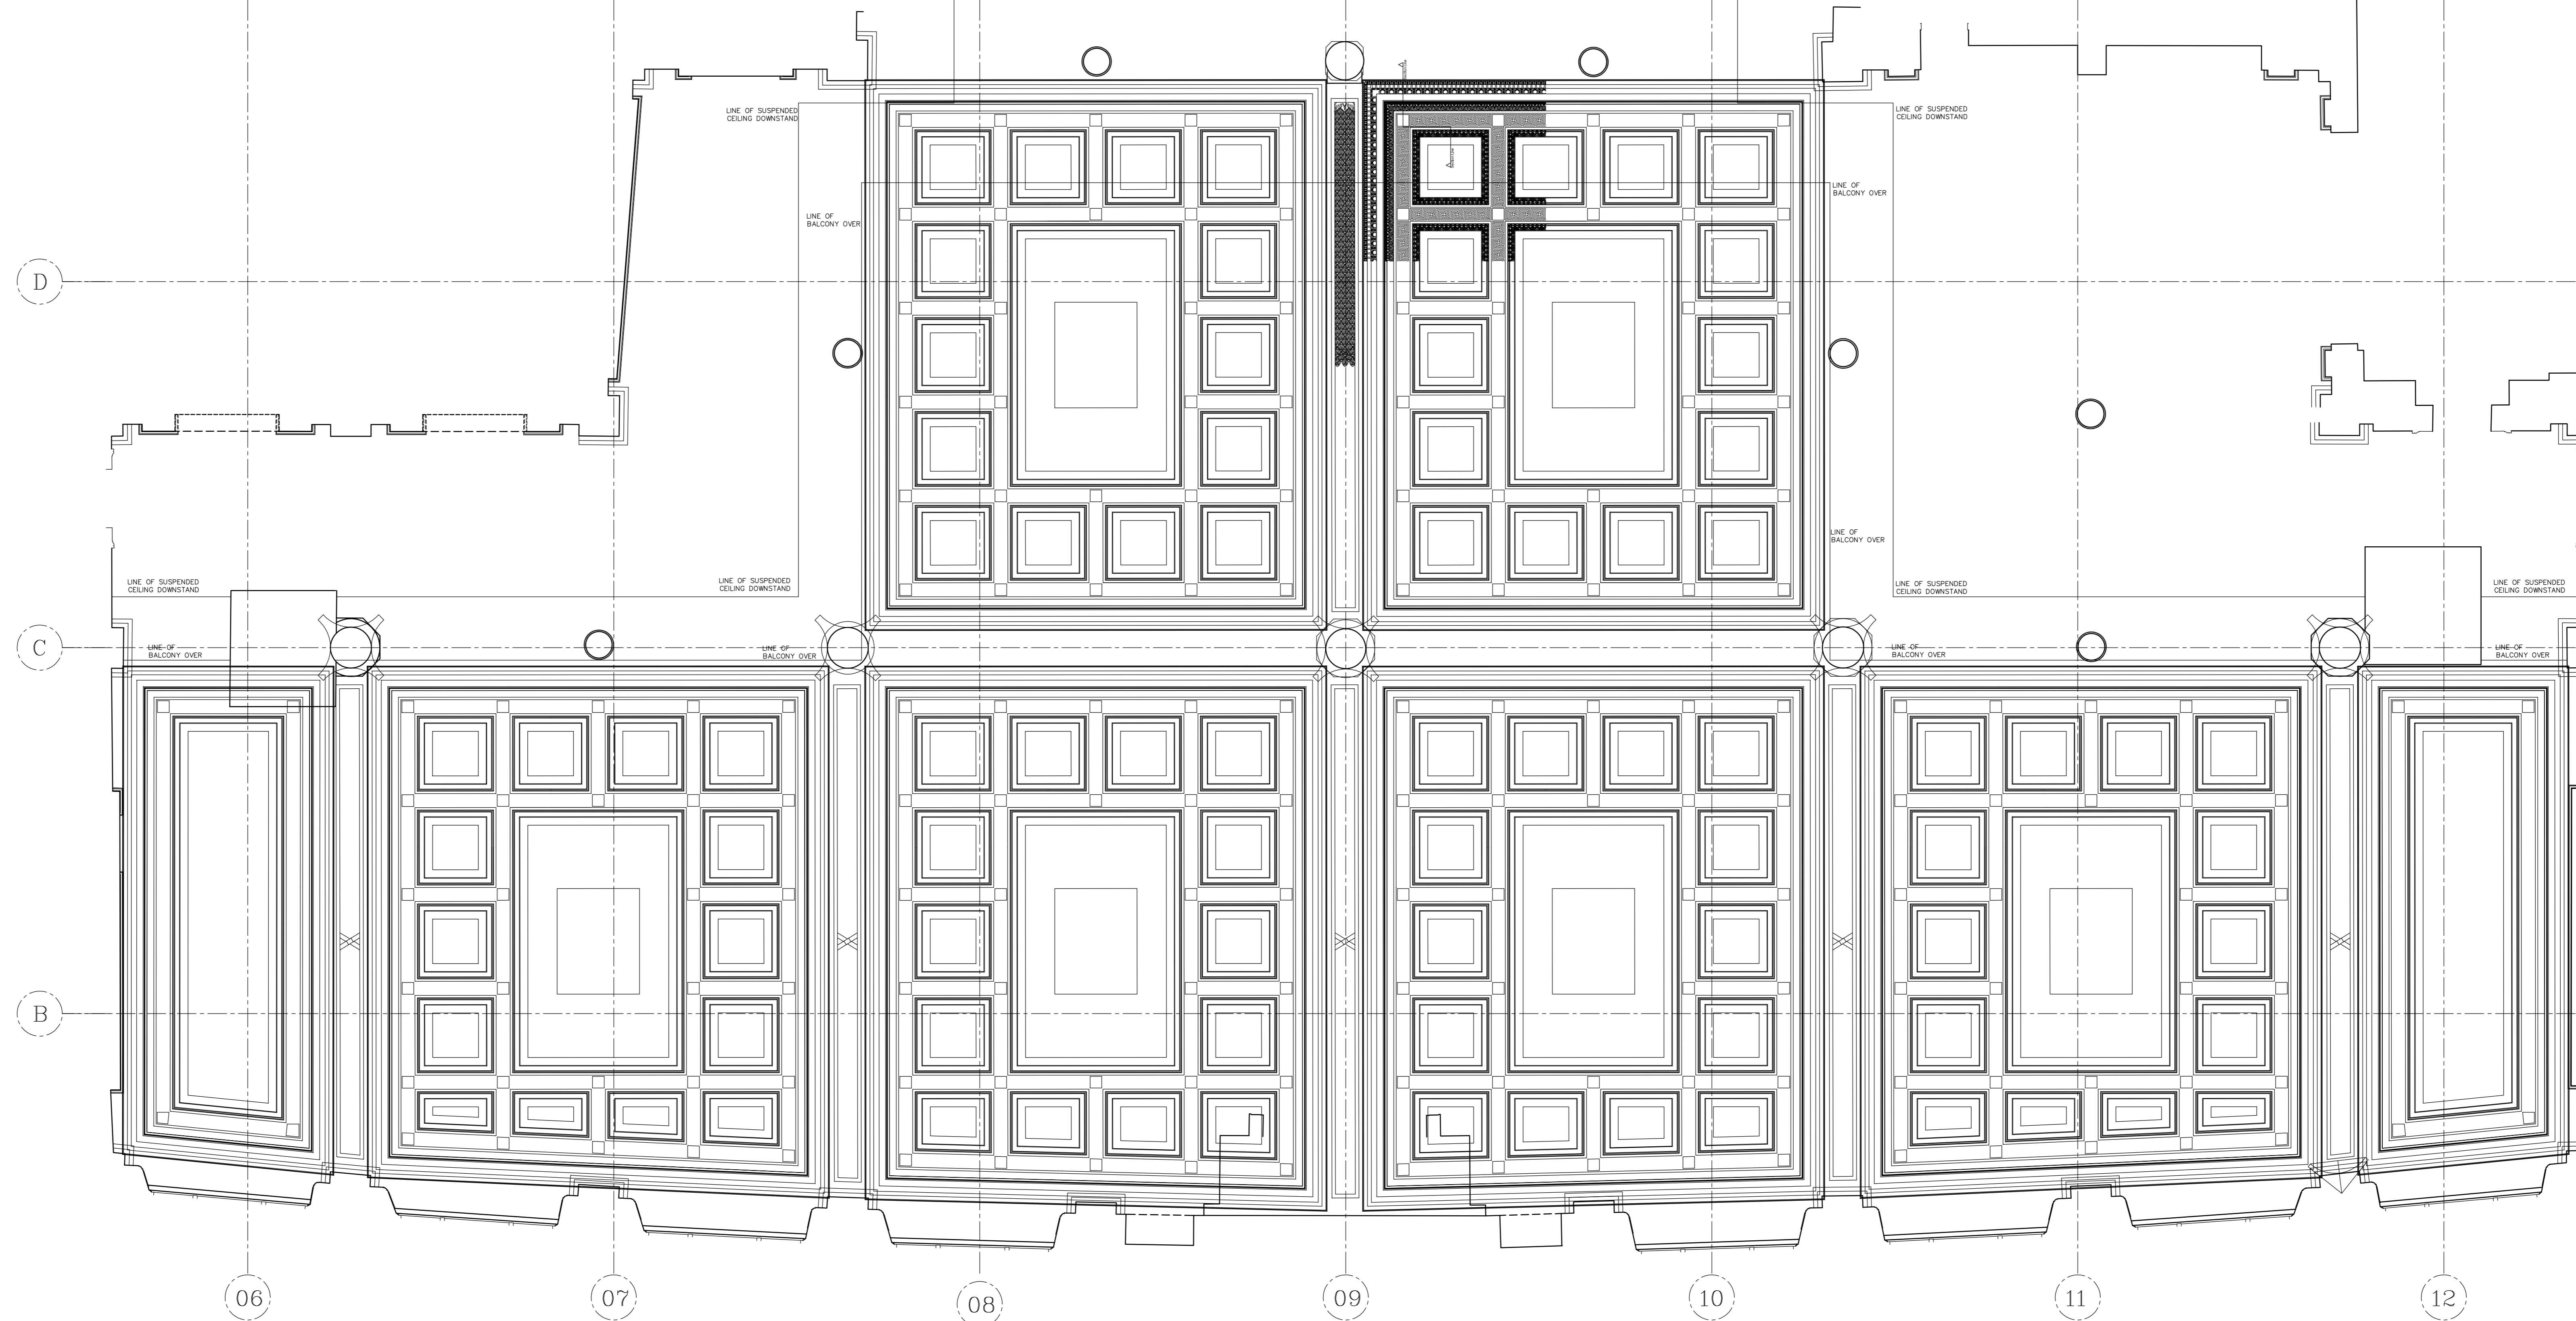 LINE OF SUSPENDED
CEILING DOWNSTAND
LINE OF SUSPENDED
CEILING DOWNSTAND
LINE OF
BALCONY OVER
LINE OF
BALCONY OVER
D
LINE OF
BALCONY OVER
LINE OF SUSPENDED
CEILING DOWNSTAND
LINE OF SUSPENDED
CEILING DOWNSTAND
LINE OF SUSPENDED
CEILING DOWNSTAND
LINE OF SUSPENDED
CEILING DOWNSTAND
C
LINE OF
BALCONY OVER
LINE OF
BALCONY OVER
LINE OF
BALCONY OVER
LINE OF
BALCONY OVER
B
06
07
08
09
10
11
12